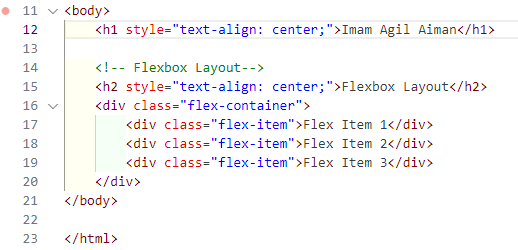 11 <body>
12 <h1 style="text-align: center;">Imam Agil Aiman</h1>
13
14 <!-- Flexbox Layout-->
15 <h2 style="text-align: center;">Flexbox Layout</h2>
16 <div class="flex-container">
17 <div class="flex-item">Flex Item 1</div>
18 <div class="flex-item">Flex Item 2</div>
19 <div class="flex-item">Flex Item 3</div>
20 </div>
21 </body>
22
23 </html>